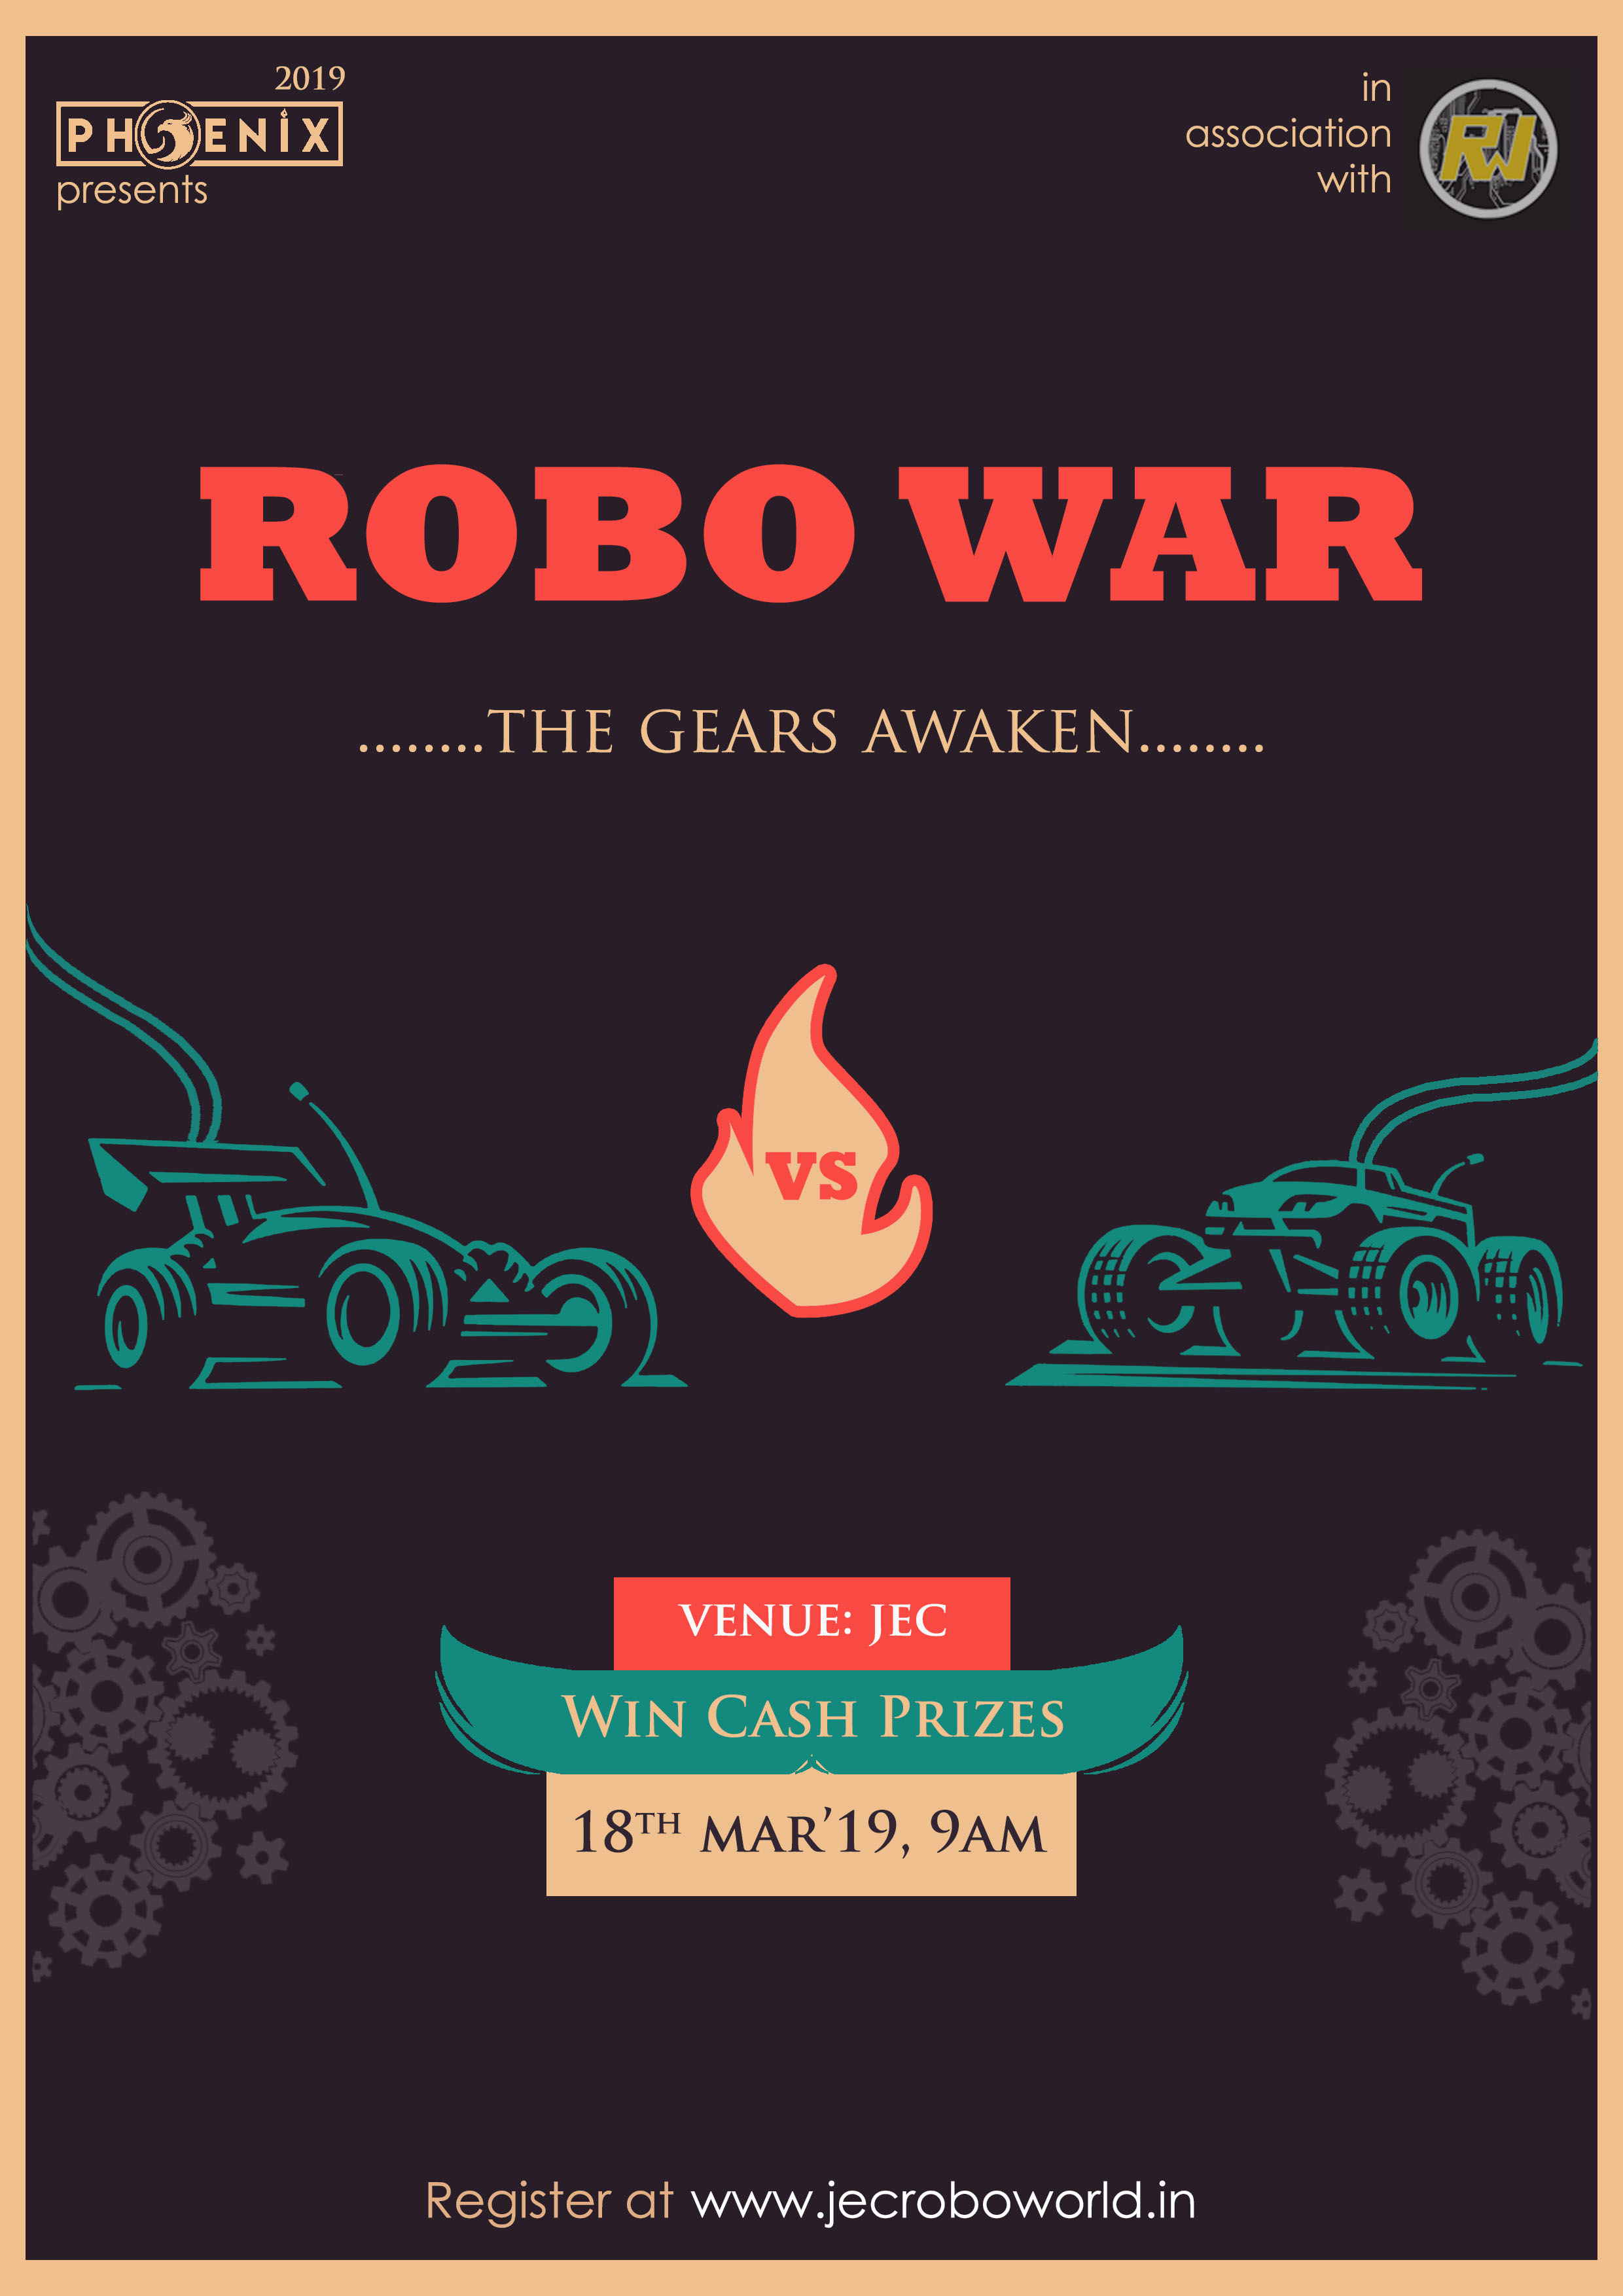 2019
PHOENIX
presents
in
association
with
RW
ROBO WAR
........THE GEARS AWAKEN........
VS
VENUE: JEC
WIN CASH PRIZES
18TH MAR'19, 9AM
Register at www.jecroboworld.in